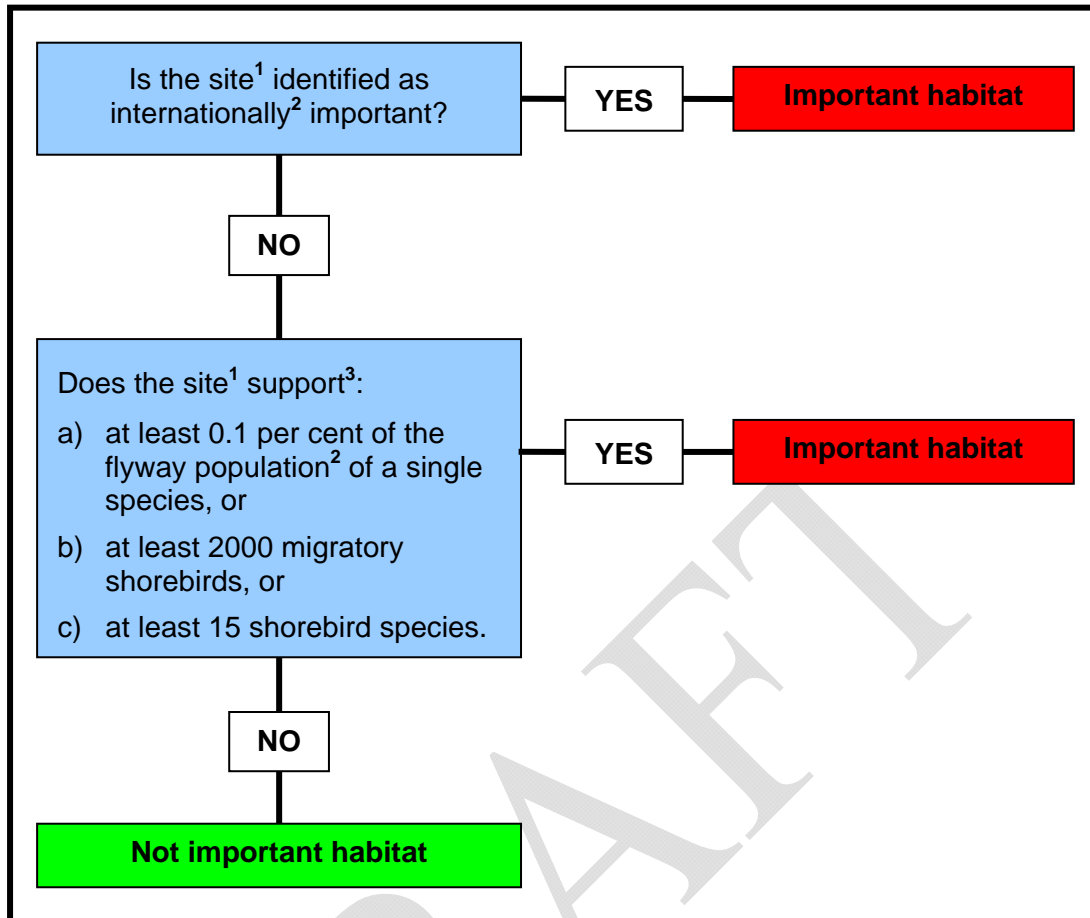 Is the site¹ identified as
internationally² important?
YES
Important habitat
NO
Does the site¹ support³:
a) at least 0.1 per cent of the
flyway population² of a single
species, or
b) at least 2000 migratory
shorebirds, or
c) at least 15 shorebird species.
YES
Important habitat
NO
Not important habitat
DRAFT